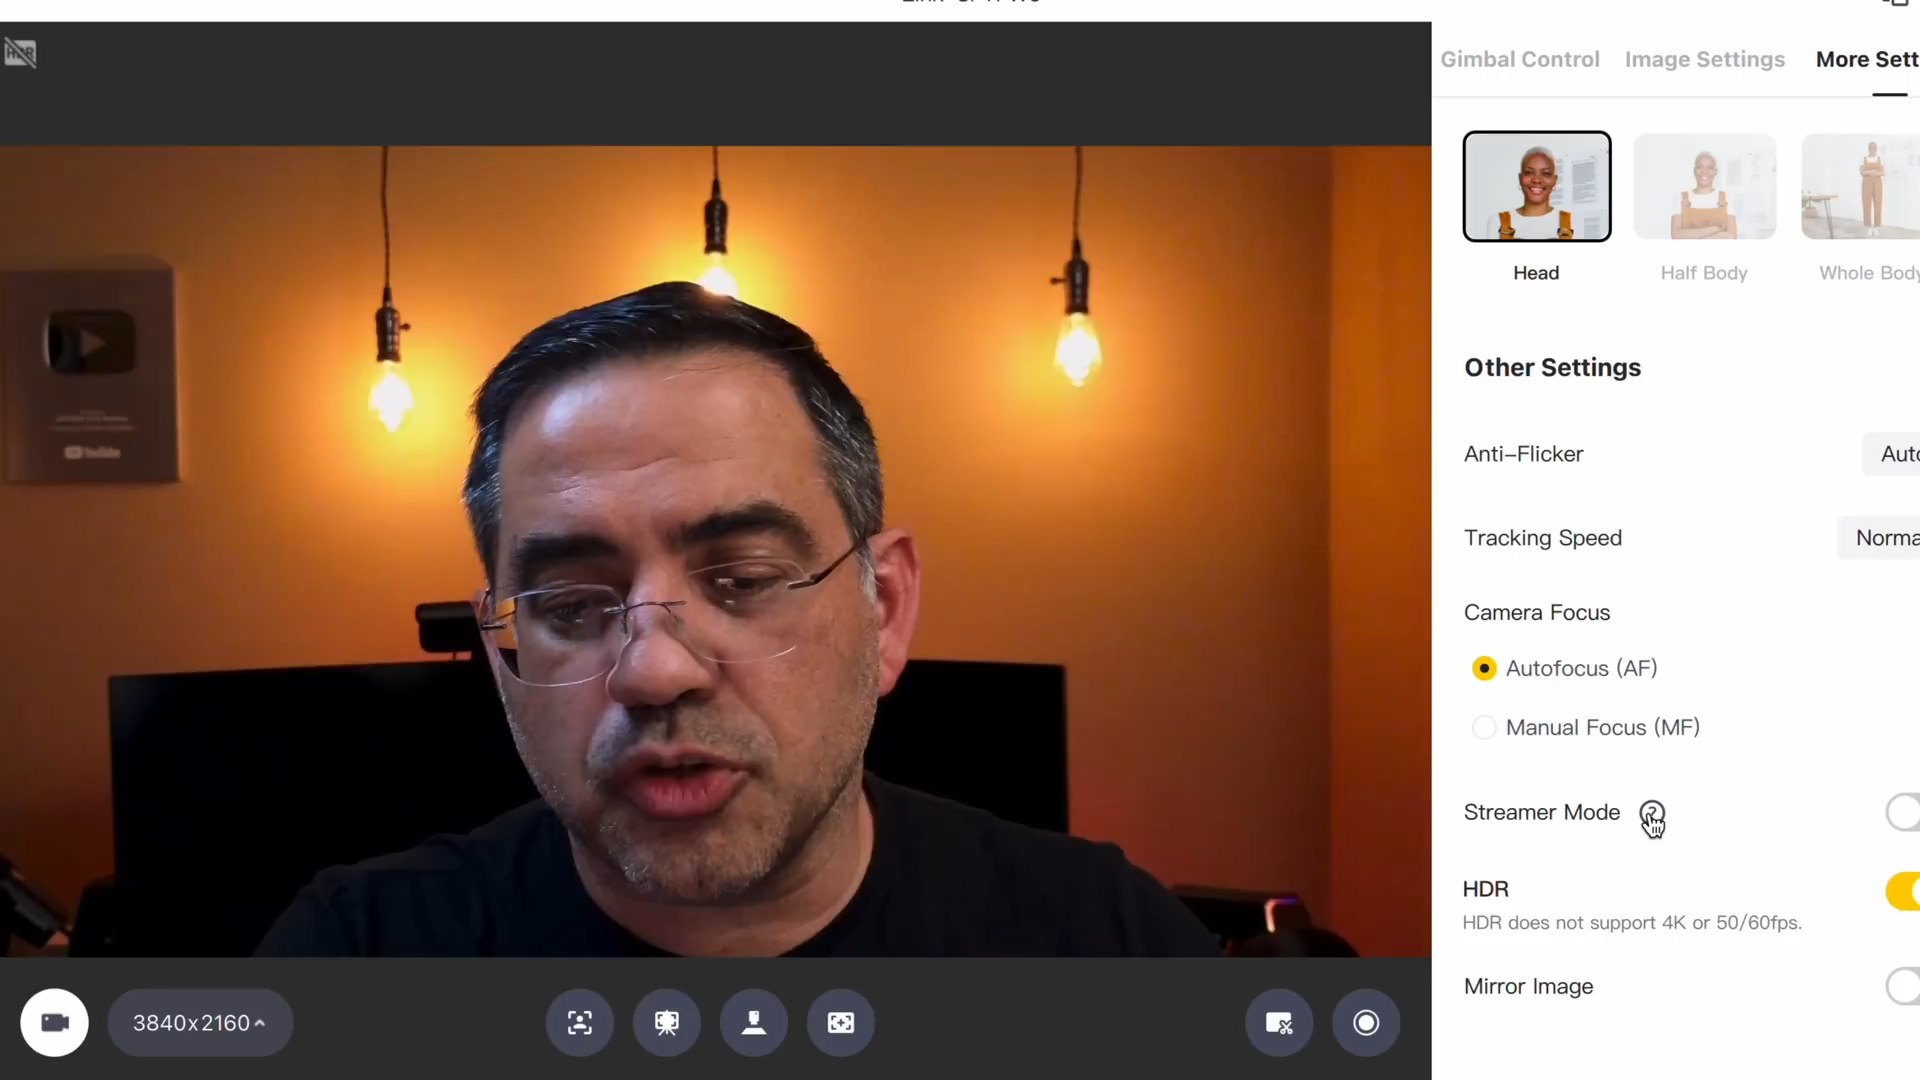 Gimbal Control Image Settings More Sett
Head Half Body Whole Body
Other Settings
Anti-Flicker Auto
Tracking Speed Norma
Camera Focus
Autofocus (AF)
Manual Focus (MF)
Streamer Mode ?
HDR
HDR does not support 4K or 50/60fps.
Mirror Image
YouTube
3840x2160